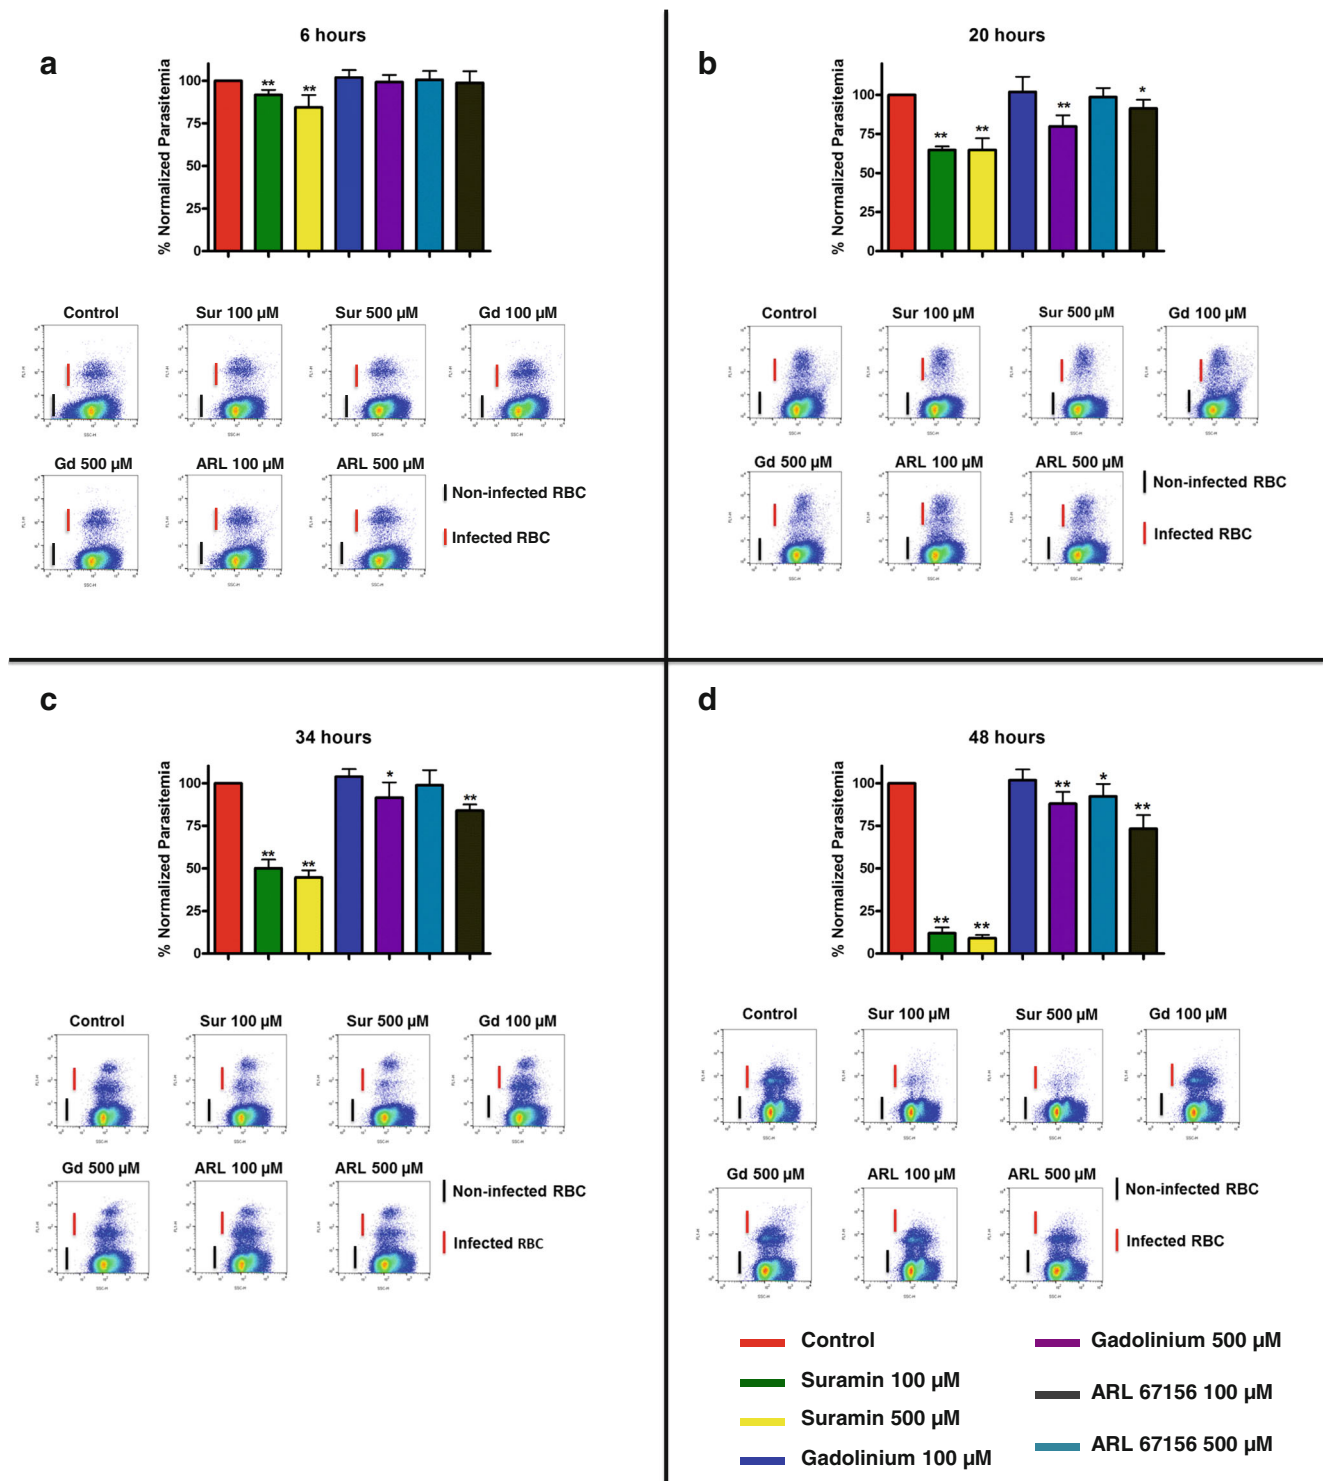 a
6 hours
% Normalized Parasitemia
100
75
50
25
0
** **
Control
Sur 100 µM
Sur 500 µM
Gd 100 µM
FL1-H
SSC-H
Gd 500 µM
ARL 100 µM
ARL 500 µM
Non-infected RBC
Infected RBC
b
20 hours
% Normalized Parasitemia
100
75
50
25
0
** ** ** *
Control
Sur 100 µM
Sur 500 µM
Gd 100 µM
Gd 500 µM
ARL 100 µM
ARL 500 µM
Non-infected RBC
Infected RBC
c
34 hours
% Normalized Parasitemia
100
75
50
25
0
** ** * **
Control
Sur 100 µM
Sur 500 µM
Gd 100 µM
Gd 500 µM
ARL 100 µM
ARL 500 µM
Non-infected RBC
Infected RBC
d
48 hours
% Normalized Parasitemia
100
75
50
25
0
** ** ** * **
Control
Sur 100 µM
Sur 500 µM
Gd 100 µM
Gd 500 µM
ARL 100 µM
ARL 500 µM
Non-infected RBC
Infected RBC
Control
Suramin 100 µM
Suramin 500 µM
Gadolinium 100 µM
Gadolinium 500 µM
ARL 67156 100 µM
ARL 67156 500 µM